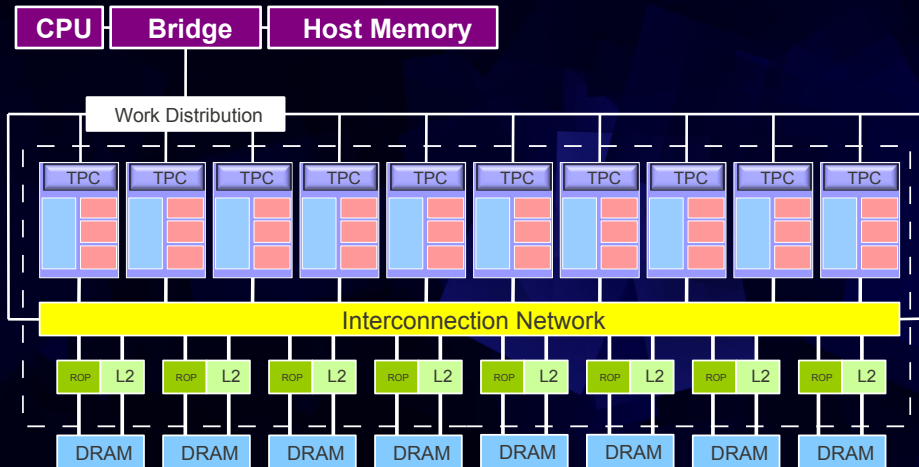 CPU Bridge Host Memory
Work Distribution
TPC TPC TPC TPC TPC TPC TPC TPC TPC TPC
Interconnection Network
ROP L2 ROP L2 ROP L2 ROP L2 ROP L2 ROP L2 ROP L2 ROP L2
DRAM DRAM DRAM DRAM DRAM DRAM DRAM DRAM